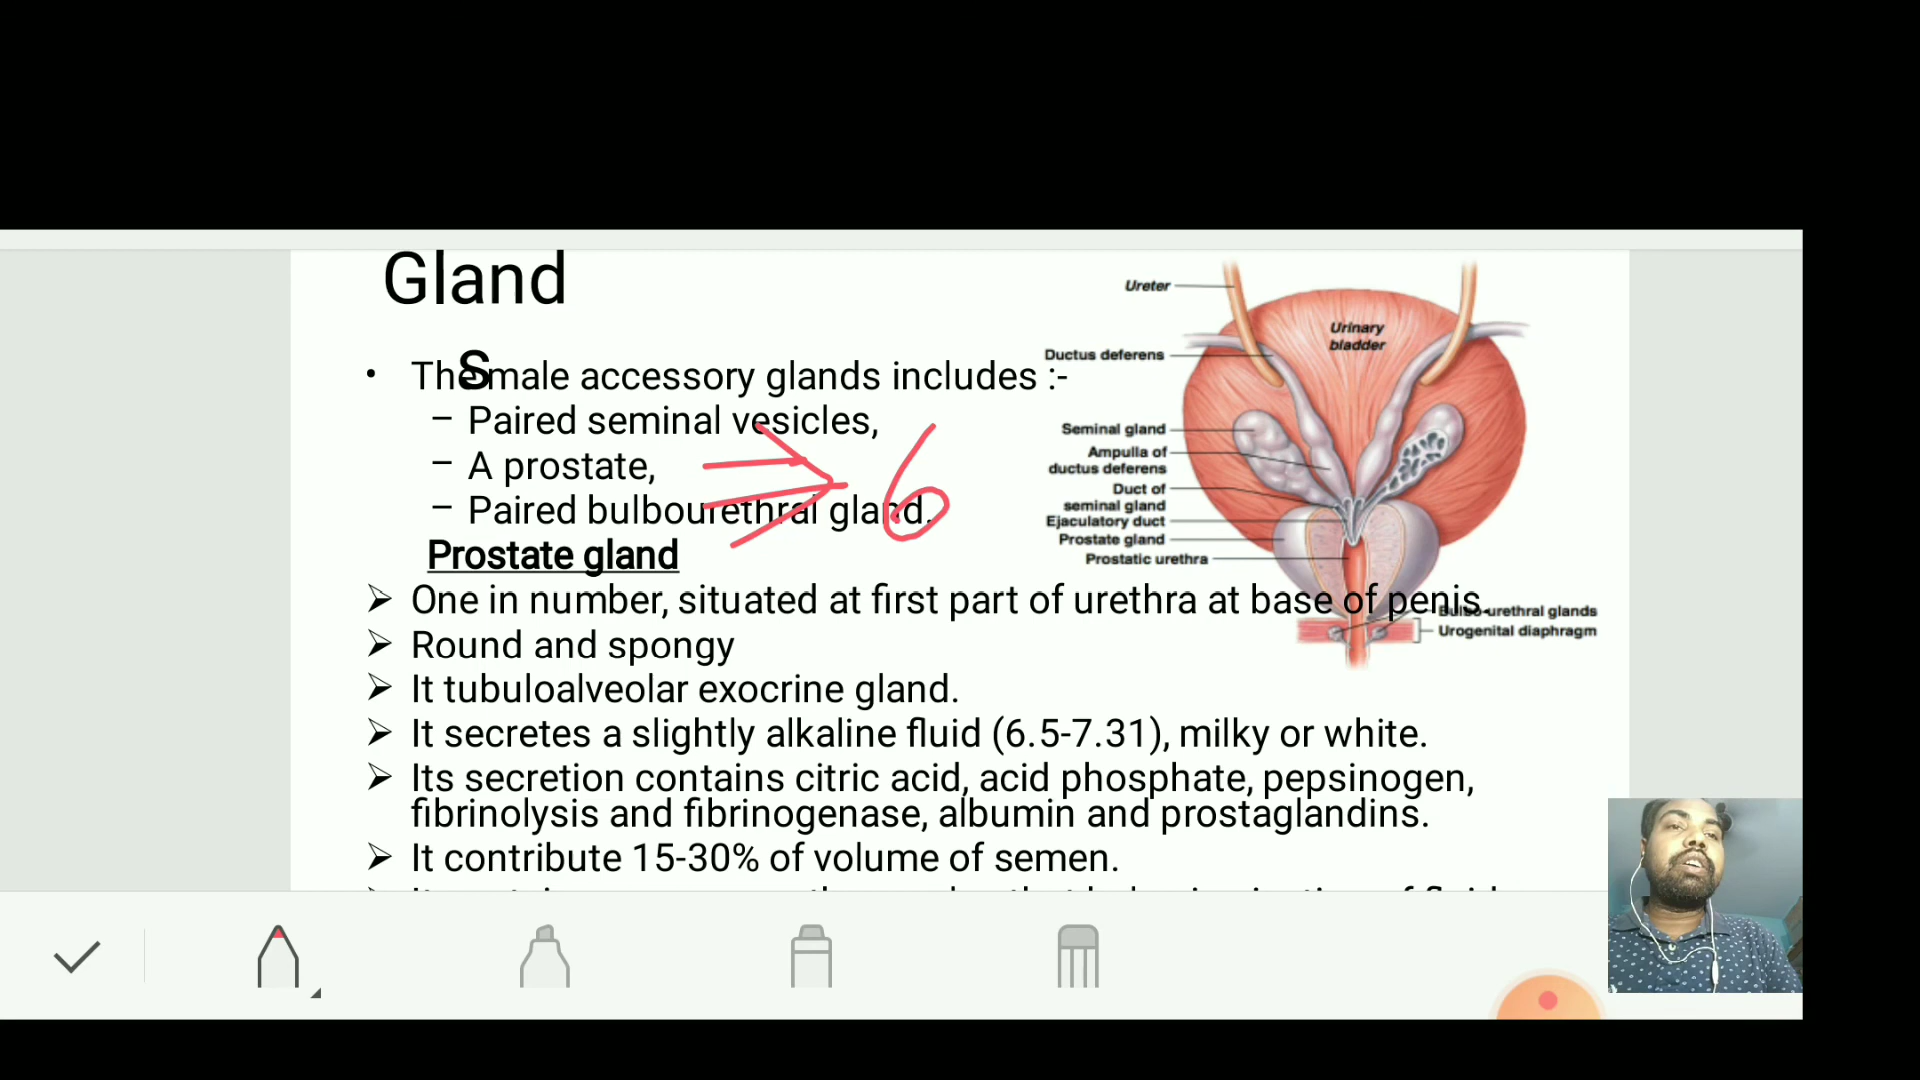 Gland
s
• The male accessory glands includes :-
– Paired seminal vesicles,
– A prostate,
– Paired bulbourethral gland.
6
Prostate gland
➢ One in number, situated at first part of urethra at base of penis.
➢ Round and spongy
➢ It tubuloalveolar exocrine gland.
➢ It secretes a slightly alkaline fluid (6.5-7.31), milky or white.
➢ Its secretion contains citric acid, acid phosphate, pepsinogen,
fibrinolysis and fibrinogenase, albumin and prostaglandins.
➢ It contribute 15-30% of volume of semen.
Ureter
Urinary
bladder
Ductus deferens
Seminal gland
Ampulla of
ductus deferens
Duct of
seminal gland
Ejaculatory duct
Prostate gland
Prostatic urethra
Bulbo-urethral glands
Urogenital diaphragm